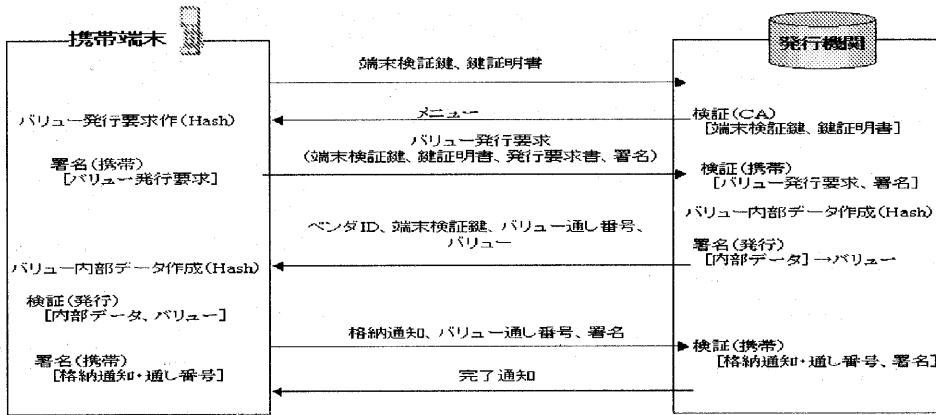 携帯端末
発行機関
端末検証鍵、鍵証明書
メニュー
検証(CA)
[端末検証鍵、鍵証明書]
バリュー発行要求作(Hash)
バリュー発行要求
(端末検証鍵、鍵証明書、発行要求書、署名)
署名(携帯)
[バリュー発行要求]
検証(携帯)
[バリュー発行要求、署名]
バリュー内部データ作成(Hash)
ベンダID、端末検証鍵、バリュー通し番号、
バリュー
署名(発行)
[内部データ]→バリュー
バリュー内部データ作成(Hash)
検証(発行)
[内部データ、バリュー]
格納通知、バリュー通し番号、署名
検証(携帯)
[格納通知・通し番号、署名]
署名(携帯)
[格納通知・通し番号]
完了通知